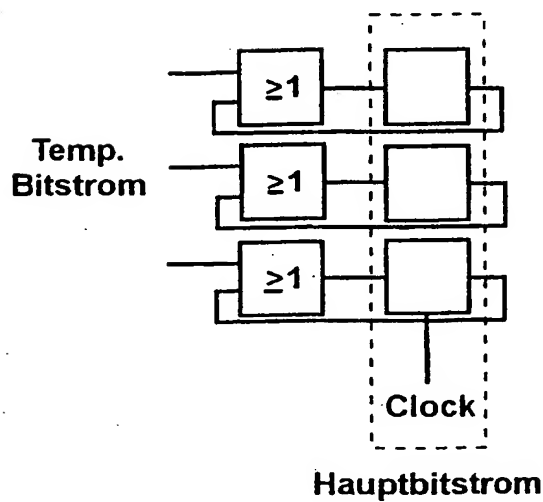 ≥1
Temp.
Bitstrom
≥1
≥1
Clock
Hauptbitstrom